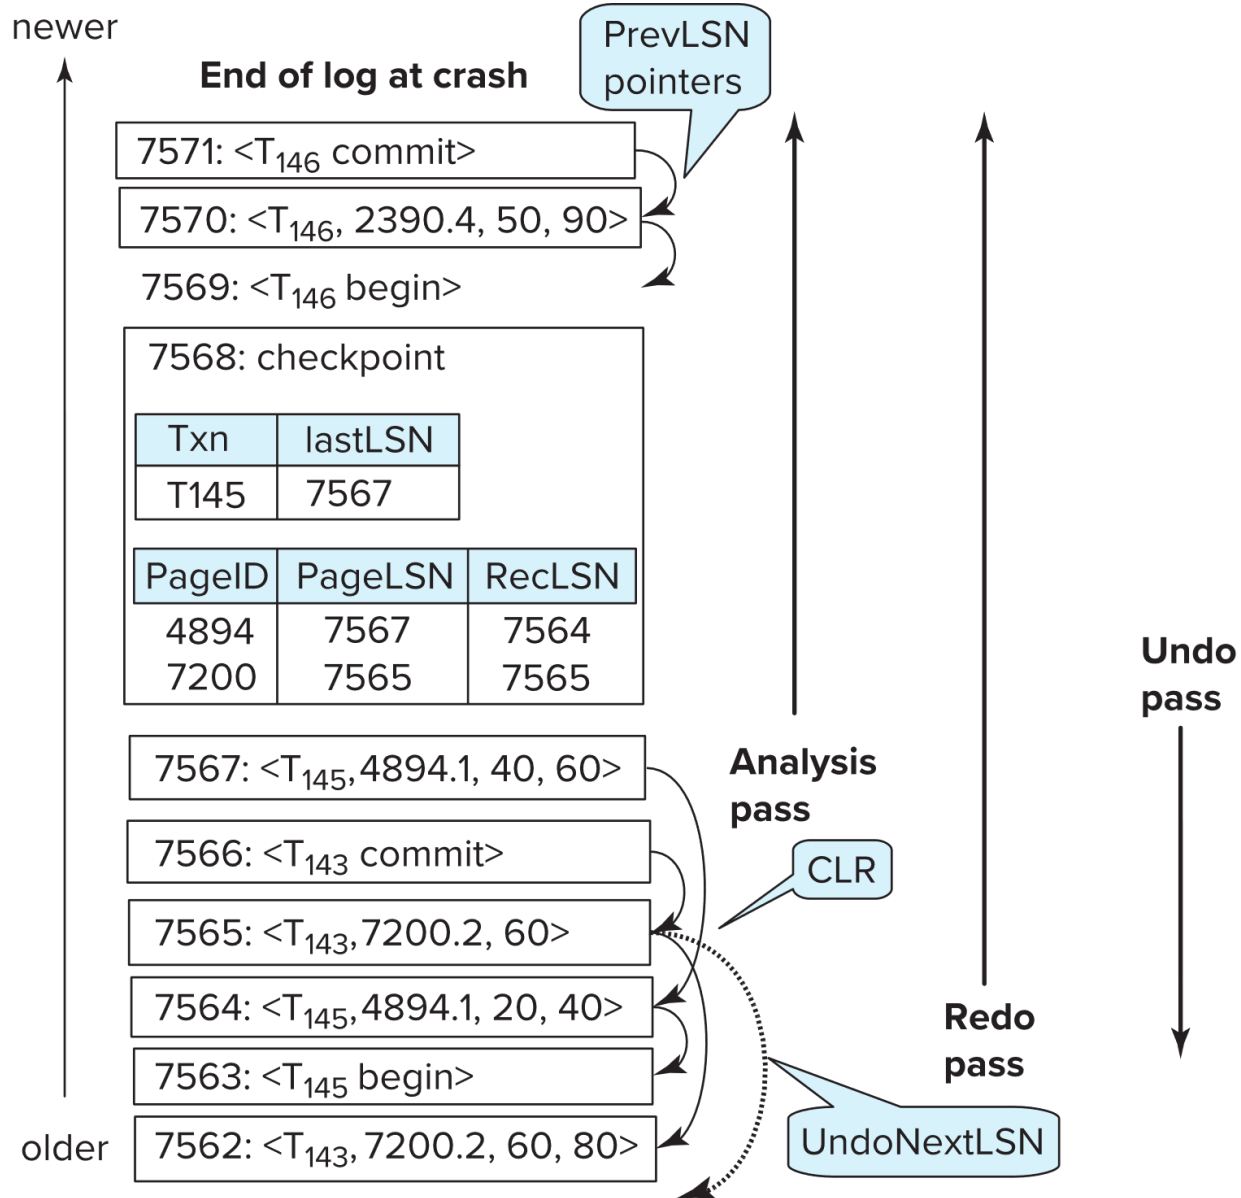 newer
PrevLSN
pointers
End of log at crash
7571: <T146 commit>
7570: <T146, 2390.4, 50, 90>
7569: <T146 begin>
7568: checkpoint
Txn lastLSN
T145 7567
PageID PageLSN RecLSN
4894 7567 7564
7200 7565 7565
Undo
pass
7567: <T145,4894.1, 40, 60>
Analysis
pass
7566: <T143 commit>
CLR
7565: <T143,7200.2, 60>
7564: <T145,4894.1, 20, 40>
Redo
pass
7563: <T145 begin>
older
7562: <T143,7200.2, 60, 80>
UndoNextLSN